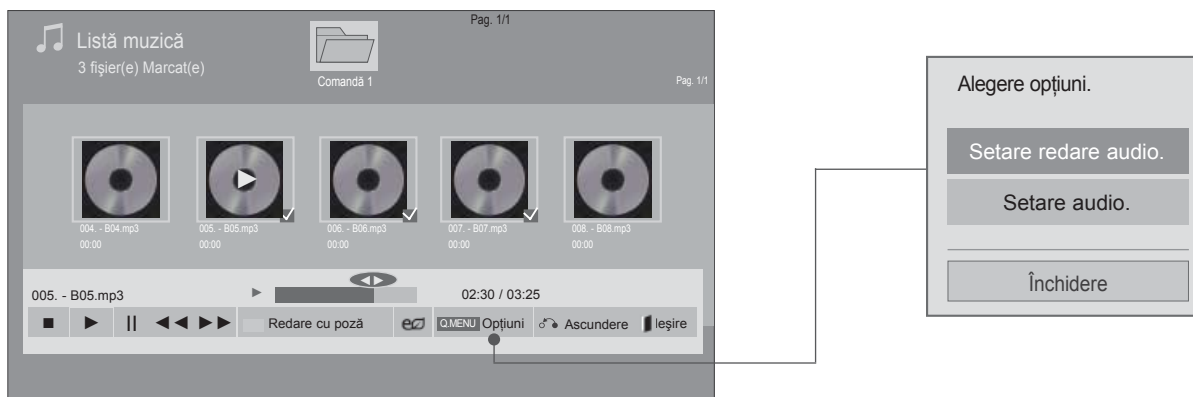 Pag. 1/1
Listă muzică
3 fişier(e) Marcat(e)
Comandă 1
Pag. 1/1
004. - B04.mp3
00:00
005. - B05.mp3
00:00
006. - B06.mp3
00:00
007. - B07.mp3
00:00
008. - B08.mp3
00:00
005. - B05.mp3
02:30 / 03:25
Redare cu poză
Q.MENU Opţiuni
Ascundere
Ieşire
Alegere opţiuni.
Setare redare audio.
Setare audio.
Închidere